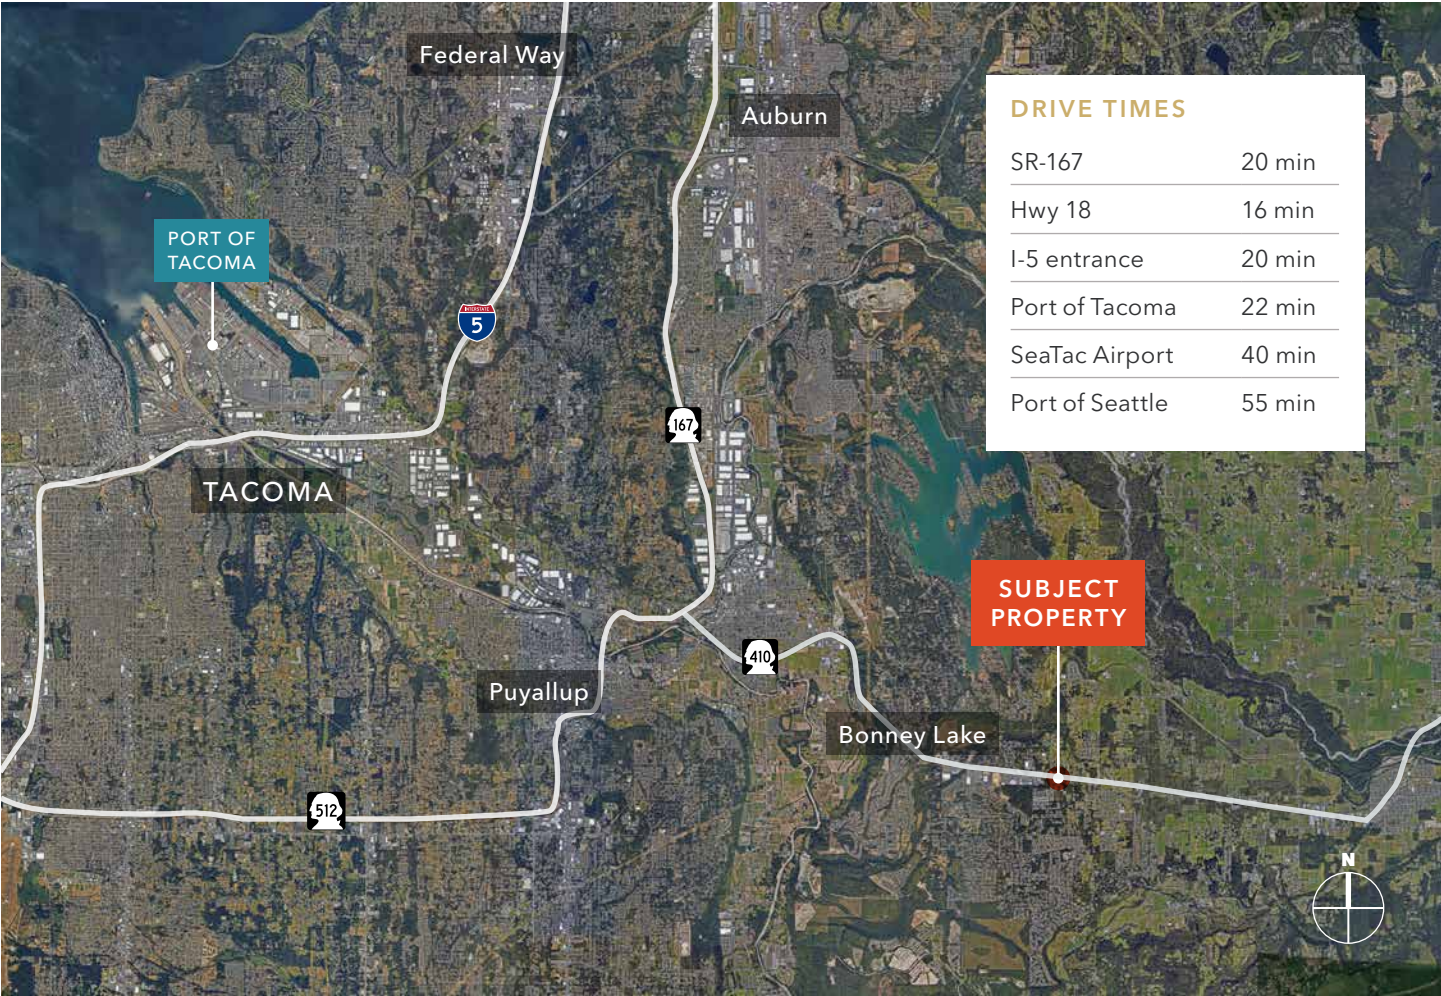 Federal Way
Auburn
DRIVE TIMES
SR-167 20 min
Hwy 18 16 min
I-5 entrance 20 min
Port of Tacoma 22 min
SeaTac Airport 40 min
Port of Seattle 55 min
PORT OF
TACOMA
INTERSTATE
5
167
TACOMA
SUBJECT
PROPERTY
410
Puyallup
Bonney Lake
512
N